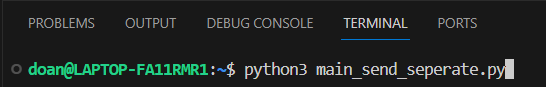 PROBLEMS OUTPUT DEBUG CONSOLE TERMINAL PORTS
doan@LAPTOP-FA11RMR1:~$ python3 main_send_seperate.py